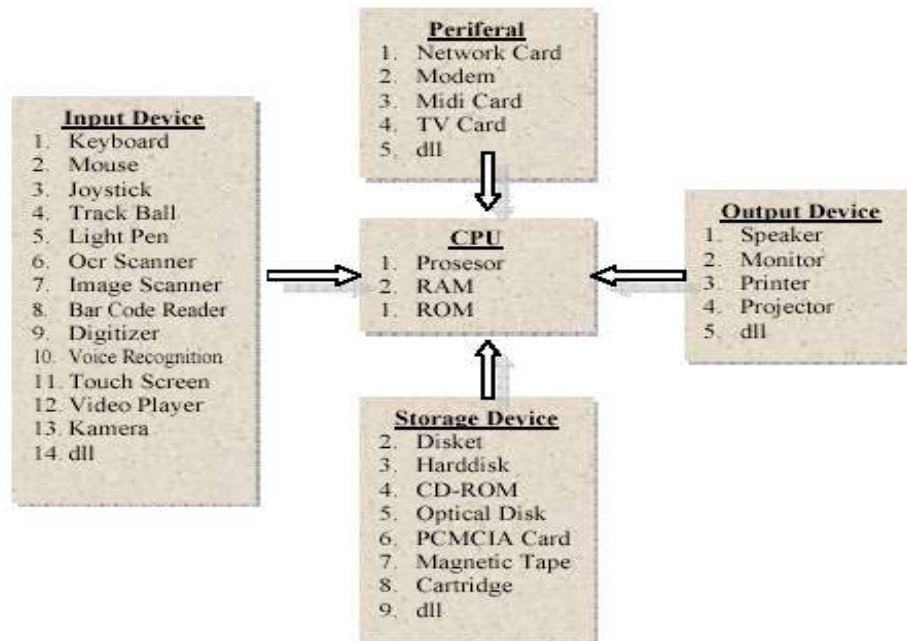 Periferal
1. Network Card
2. Modem
3. Midi Card
4. TV Card
5. dll
Input Device
1. Keyboard
2. Mouse
3. Joystick
4. Track Ball
5. Light Pen
6. Ocr Scanner
7. Image Scanner
8. Bar Code Reader
9. Digitizer
10. Voice Recognition
11. Touch Screen
12. Video Player
13. Kamera
14. dll
CPU
1. Prosesor
2. RAM
1. ROM
Output Device
1. Speaker
2. Monitor
3. Printer
4. Projector
5. dll
Storage Device
2. Disket
3. Harddisk
4. CD-ROM
5. Optical Disk
6. PCMCIA Card
7. Magnetic Tape
8. Cartridge
9. dll